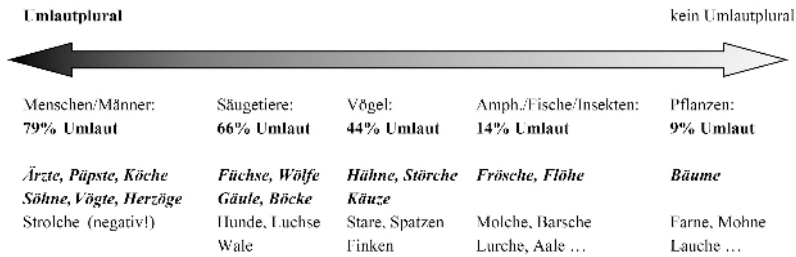 Umlautplural kein Umlautplural
Menschen/Männer: Säugetiere: Vögel: Amph./Fische/Insekten: Pflanzen:
79% Umlaut 66% Umlaut 44% Umlaut 14% Umlaut 9% Umlaut
Ärzte, Päpste, Köche Füchse, Wölfe Hähne, Störche Frösche, Flöhe Bäume
Söhne, Vögte, Herzöge Gäule, Böcke Käuze
Strolche (negativ!) Hunde, Luchse Stare, Spatzen Molche, Barsche Farne, Mohne
Wale Finken Lurche, Aale ... Lauche ...